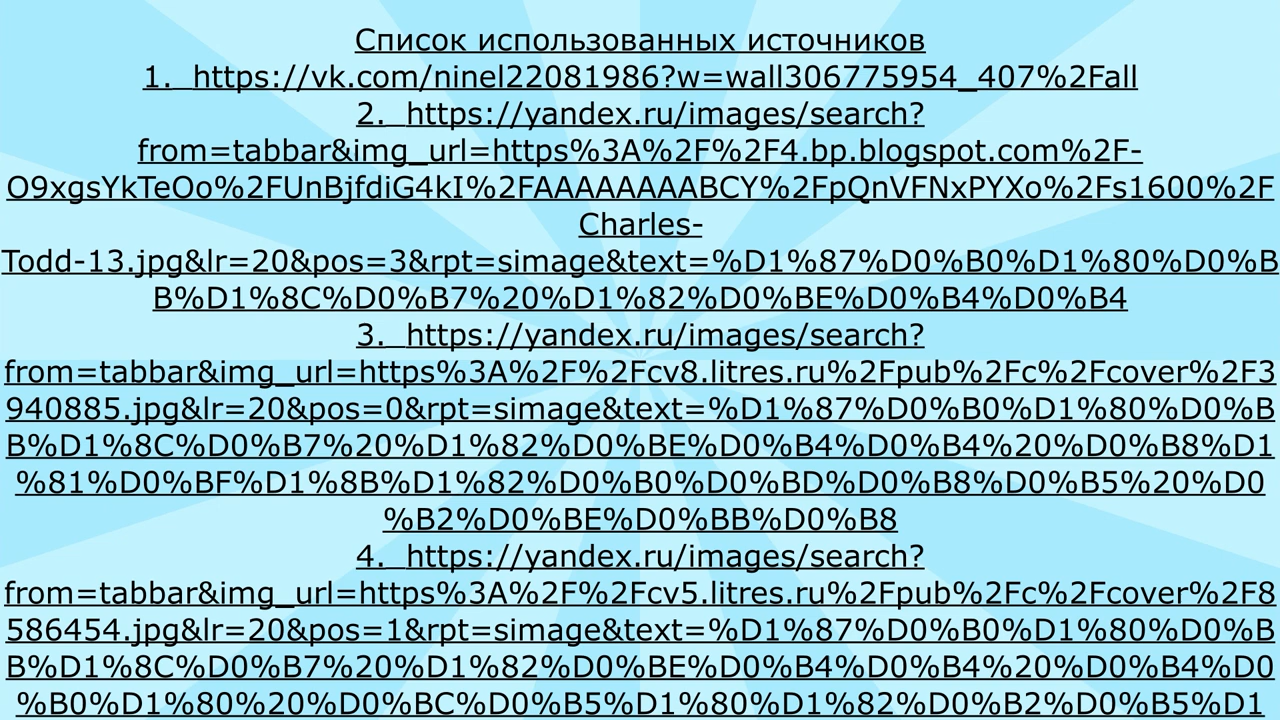 Список использованных источников
1. https://vk.com/ninel22081986?w=wall306775954_407%2Fall
2. https://yandex.ru/images/search?
from=tabbar&img_url=https%3A%2F%2F4.bp.blogspot.com%2F-
O9xgsYkTeOo%2FUnBjfdiG4kI%2FAAAAAAAABCY%2FpQnVFNxPYXo%2Fs1600%2F
Charles-
Todd-13.jpg&lr=20&pos=3&rpt=simage&text=%D1%87%D0%B0%D1%80%D0%B
B%D1%8C%D0%B7%20%D1%82%D0%BE%D0%B4%D0%B4
3. https://yandex.ru/images/search?
from=tabbar&img_url=https%3A%2F%2Fcv8.litres.ru%2Fpub%2Fc%2Fcover%2F3
940885.jpg&lr=20&pos=0&rpt=simage&text=%D1%87%D0%B0%D1%80%D0%B
B%D1%8C%D0%B7%20%D1%82%D0%BE%D0%B4%D0%B4%20%D0%B8%D1
%81%D0%BF%D1%8B%D1%82%D0%B0%D0%BD%D0%B8%D0%B5%20%D0
%B2%D0%BE%D0%BB%D0%B8
4. https://yandex.ru/images/search?
from=tabbar&img_url=https%3A%2F%2Fcv5.litres.ru%2Fpub%2Fc%2Fcover%2F8
586454.jpg&lr=20&pos=1&rpt=simage&text=%D1%87%D0%B0%D1%80%D0%B
B%D1%8C%D0%B7%20%D1%82%D0%BE%D0%B4%D0%B4%20%D0%B4%D0
%B0%D1%80%20%D0%BC%D0%B5%D1%80%D1%82%D0%B2%D0%B5%D1